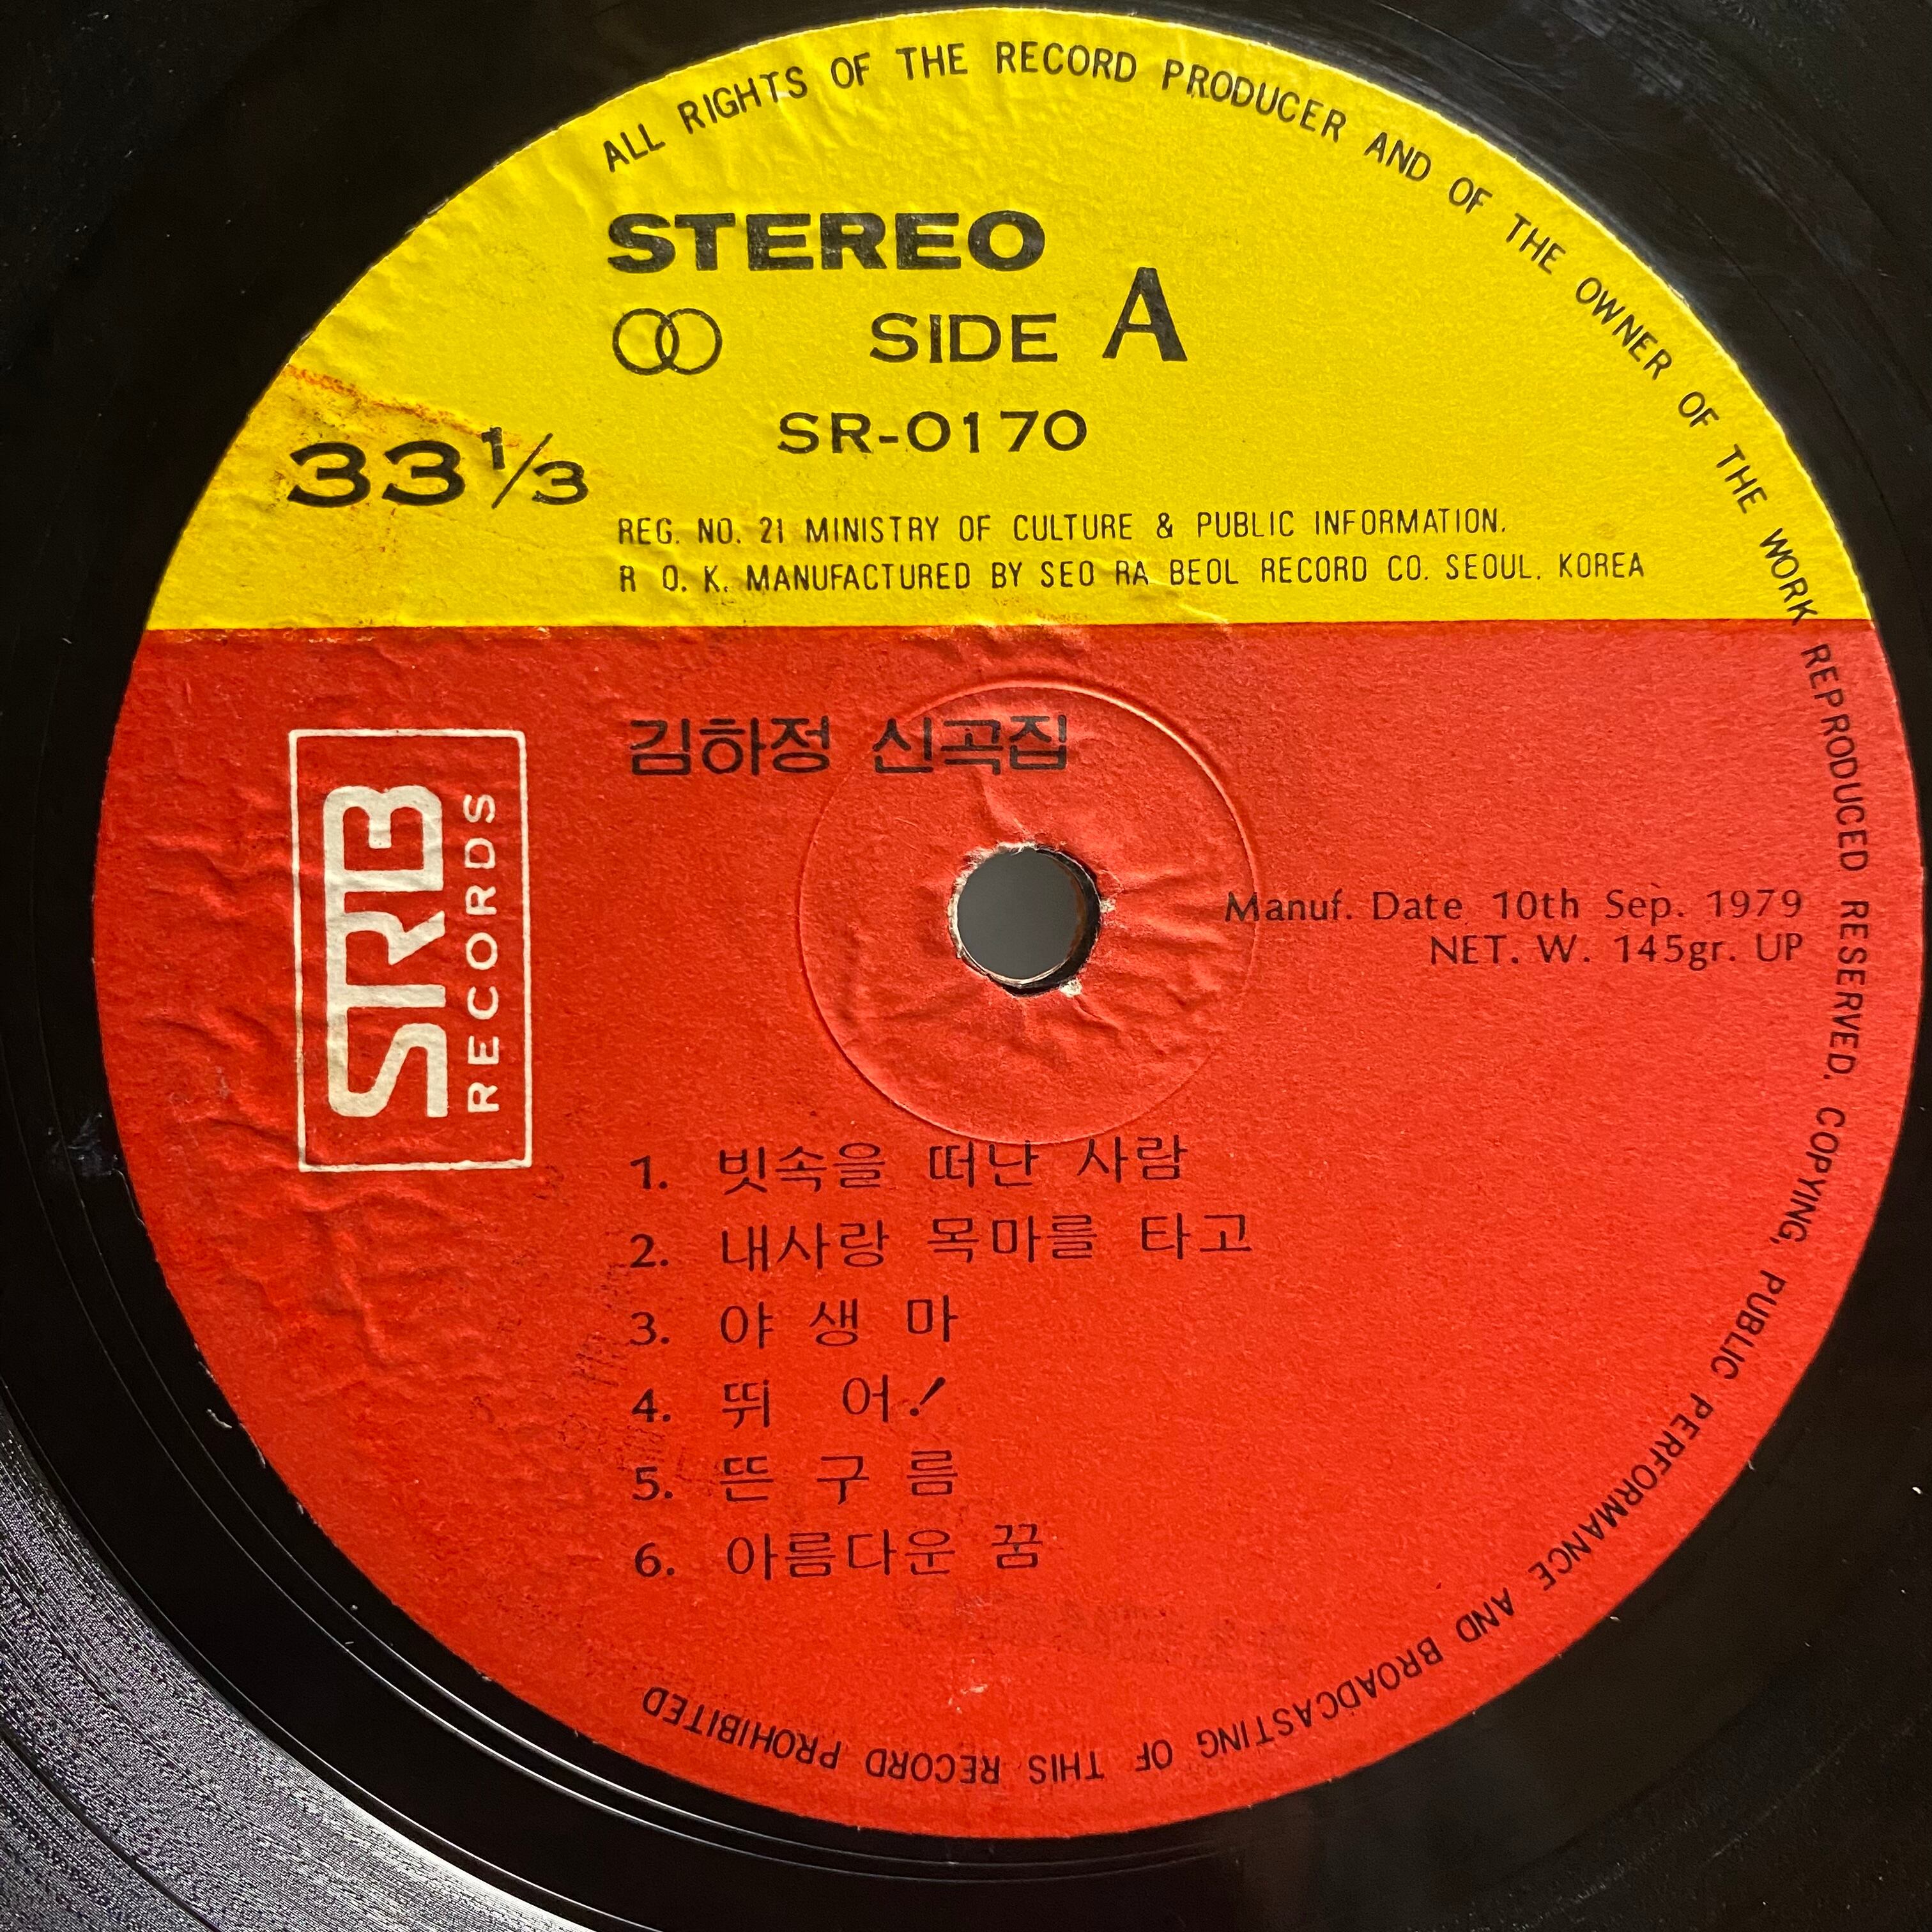 ALL RIGHTS OF THE RECORD PRODUCER AND OF THE OWNER OF THE WORK REPRODUCED RESERVED. COPYING, PUBLIC PERFORMANCE AND BROADCASTING OF THIS RECORD PROHIBITED
STEREO
SIDE A
SR-0170
33 1/3
REG. NO. 21 MINISTRY OF CULTURE & PUBLIC INFORMATION.
R O. K. MANUFACTURED BY SEO RA BEOL RECORD CO. SEOUL. KOREA
김하정 신곡집
STRB
RECORDS
Manuf. Date 10th Sep. 1979
NET. W. 145gr. UP
1. 빗속을 떠난 사람
2. 내사랑 목마를 타고
3. 야 생 마
4. 뛰 어!
5. 뜬 구 름
6. 아름다운 꿈